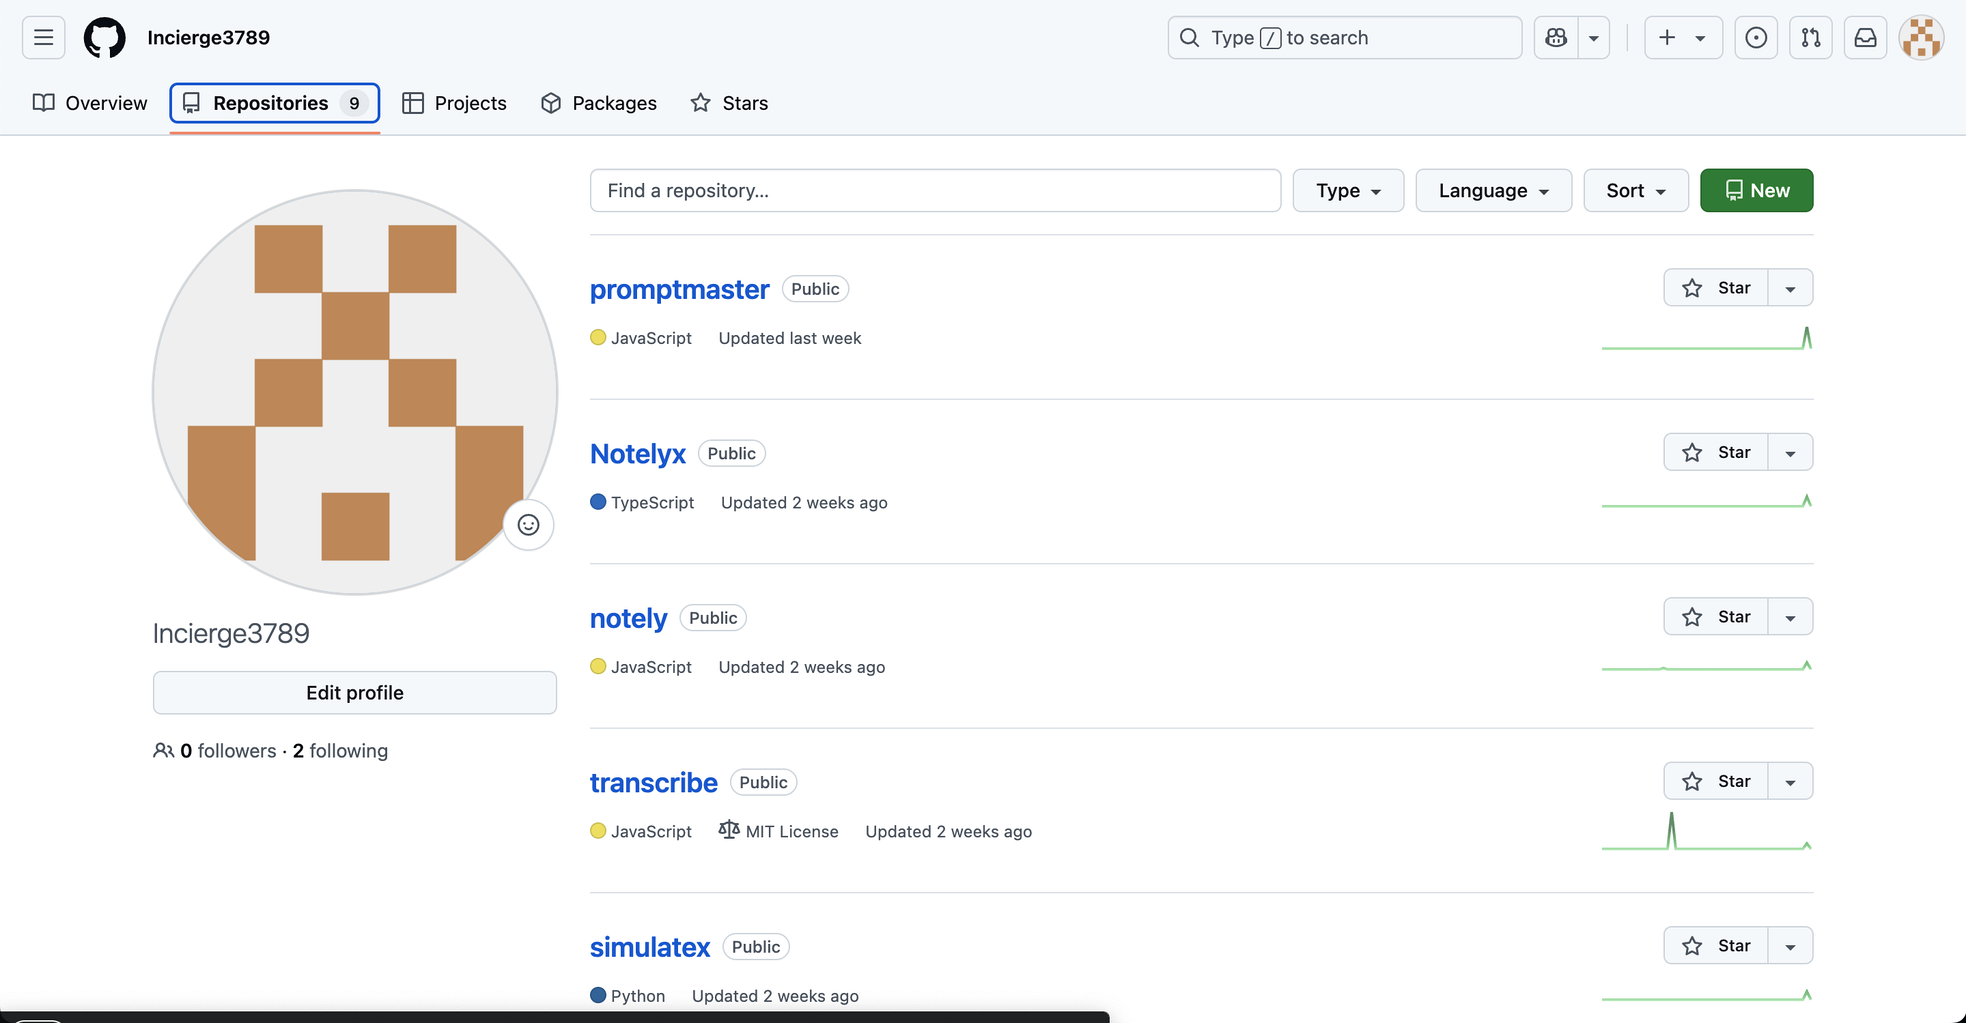 Incierge3789
Type / to search
Overview
Repositories 9
Projects
Packages
Stars
Find a repository...
Type
Language
Sort
New
Incierge3789
Edit profile
0 followers · 2 following
promptmaster Public
Star
JavaScript Updated last week
Notelyx Public
Star
TypeScript Updated 2 weeks ago
notely Public
Star
JavaScript Updated 2 weeks ago
transcribe Public
Star
JavaScript MIT License Updated 2 weeks ago
simulatex Public
Star
Python Updated 2 weeks ago